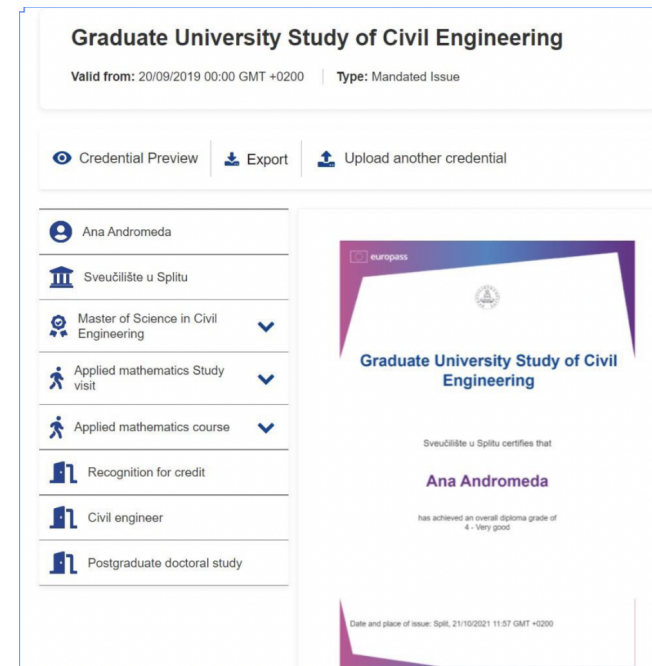 Graduate University Study of Civil Engineering
Valid from: 20/09/2019 00:00 GMT +0200 Type: Mandated Issue
Credential Preview Export Upload another credential
Ana Andromeda
Sveučilište u Splitu
Master of Science in Civil
Engineering
Applied mathematics Study
visit
Applied mathematics course
Recognition for credit
Civil engineer
Postgraduate doctoral study
europass
Graduate University Study of Civil
Engineering
Sveučilište u Splitu certifies that
Ana Andromeda
has achieved an overall diploma grade of
4 - Very good
Date and place of issue: Split, 21/10/2021 11:57 GMT +0200